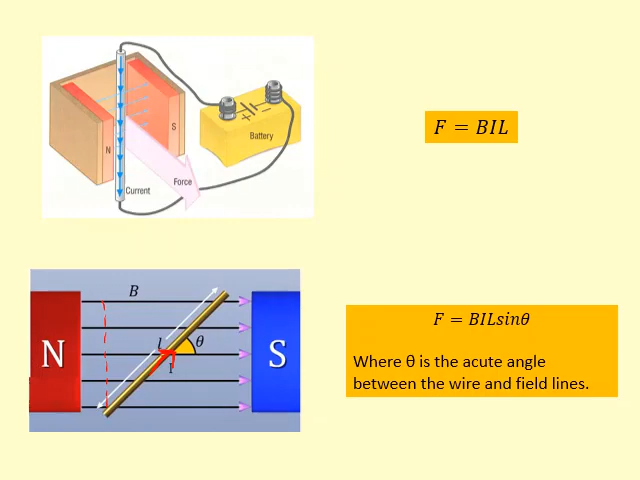 N
S
+ −
Battery
Current
Force
F = BIL
B
N
l
θ
I
S
F = BILsinθ
Where θ is the acute angle
between the wire and field lines.